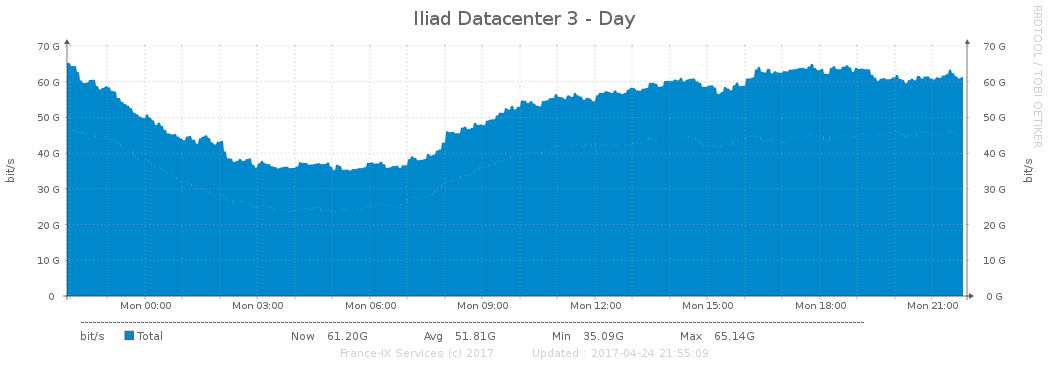 Iliad Datacenter 3 - Day
RRDTOOL / TOBI OETIKER
70 G 70 G
60 G 60 G
50 G 50 G
40 G 40 G
30 G 30 G
20 G 20 G
10 G 10 G
0 0 G
bit/s bit/s
Mon 00:00 Mon 03:00 Mon 06:00 Mon 09:00 Mon 12:00 Mon 15:00 Mon 18:00 Mon 21:00
bit/s Total Now 61.20G Avg 51.81G Min 35.09G Max 65.14G
France-IX Services (c) 2017 Updated : 2017-04-24 21:55:09